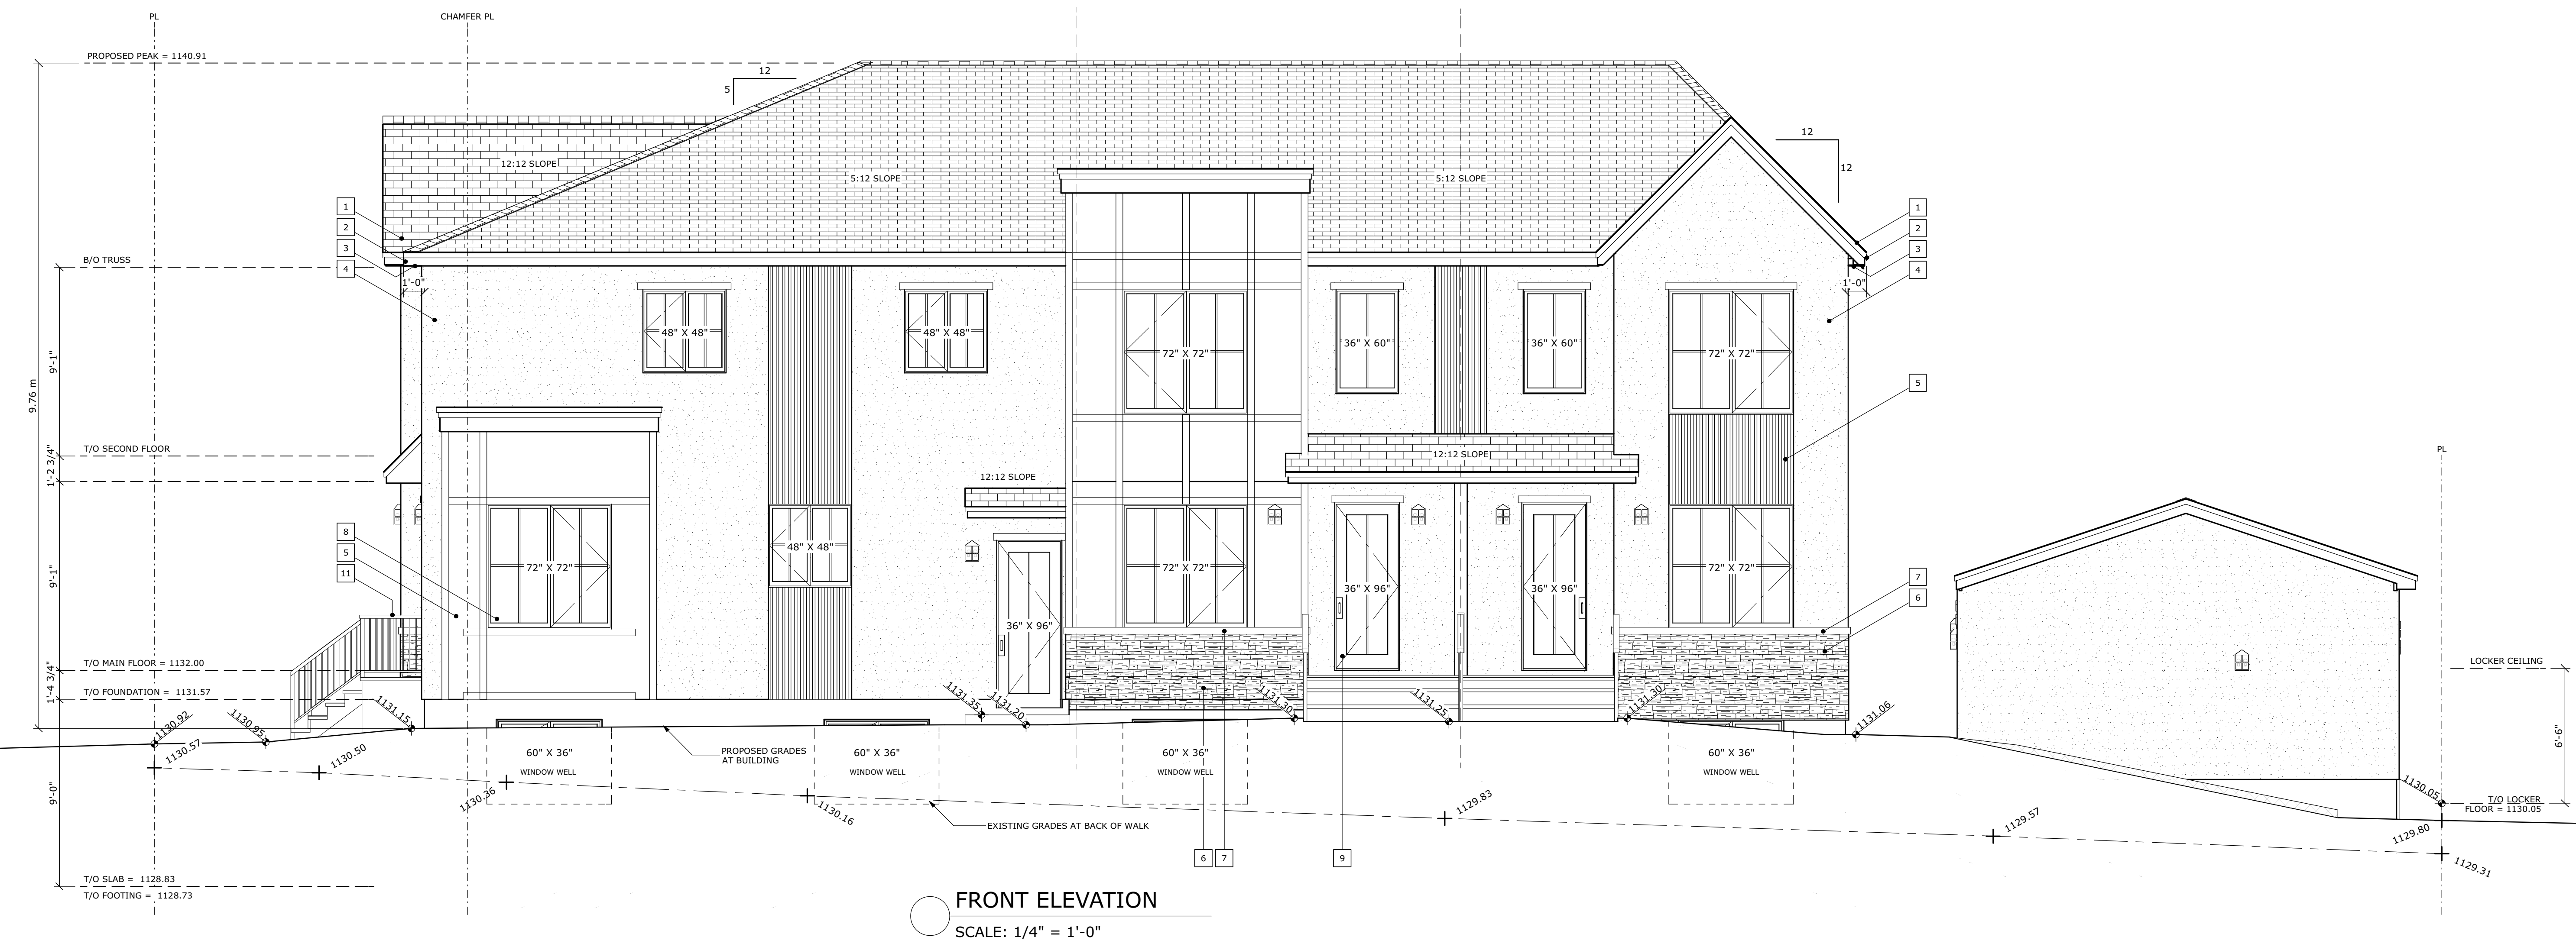 PL
CHAMFER PL
PROPOSED PEAK = 1140.91
12
5
12
12
12:12 SLOPE
5:12 SLOPE
5:12 SLOPE
1
2
3
4
1
2
3
4
B/O TRUSS
1'-0"
1'-0"
48" X 48"
48" X 48"
72" X 72"
36" X 60"
36" X 60"
72" X 72"
9'-1"
9.76 m
5
T/O SECOND FLOOR
1'-2 3/4"
12:12 SLOPE
12:12 SLOPE
PL
8
5
11
9'-1"
72" X 72"
48" X 48"
36" X 96"
72" X 72"
36" X 96"
36" X 96"
72" X 72"
7
6
T/O MAIN FLOOR = 1132.00
1'-4 3/4"
T/O FOUNDATION = 1131.57
LOCKER CEILING
6'-6"
1130.92
1130.95
1131.15
1131.35
1131.20
1131.30
1131.25
1131.30
1131.06
1130.57
1130.50
1130.36
1130.16
1129.83
1129.57
1130.05
1129.80
1129.31
60" X 36"
WINDOW WELL
60" X 36"
WINDOW WELL
60" X 36"
WINDOW WELL
60" X 36"
WINDOW WELL
PROPOSED GRADES
AT BUILDING
EXISTING GRADES AT BACK OF WALK
T/O LOCKER
FLOOR = 1130.05
9'-0"
6
7
9
T/O SLAB = 1128.83
T/O FOOTING = 1128.73
FRONT ELEVATION
SCALE: 1/4" = 1'-0"